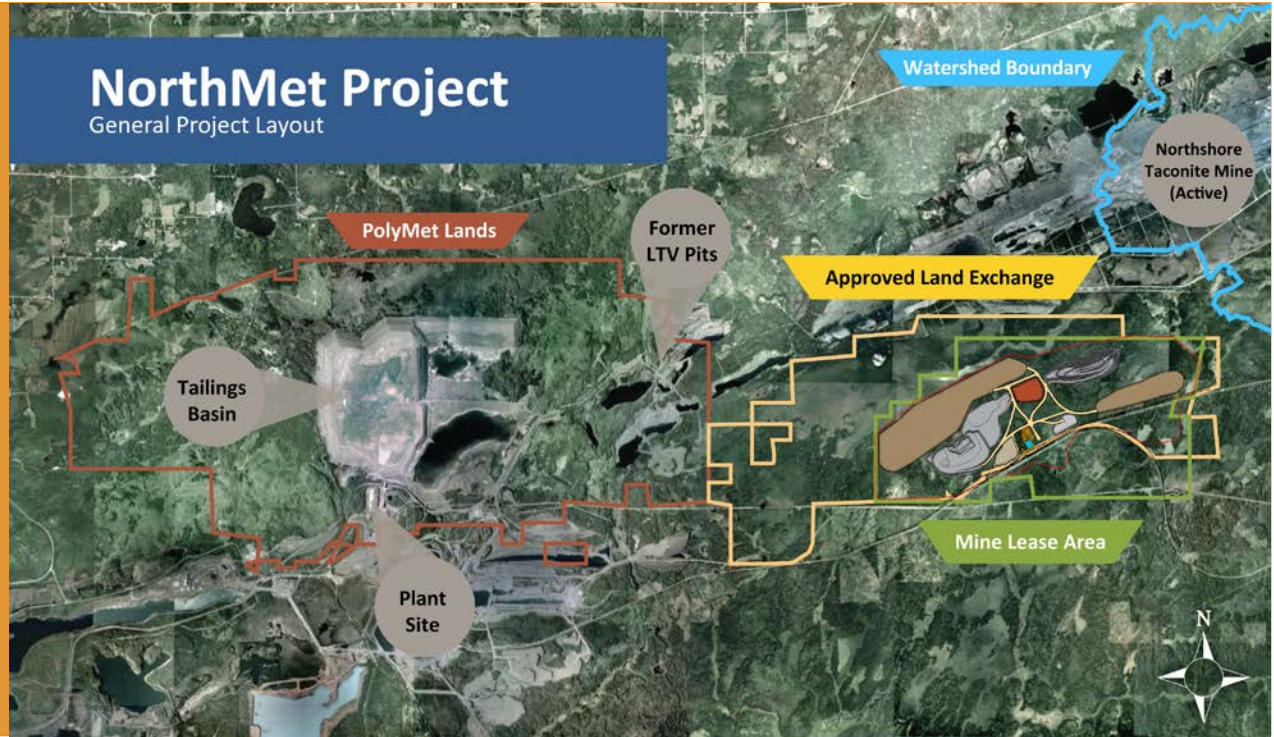 NorthMet Project
General Project Layout
Watershed Boundary
Northshore
Taconite Mine
(Active)
PolyMet Lands
Former
LTV Pits
Approved Land Exchange
Tailings
Basin
Mine Lease Area
Plant
Site
N